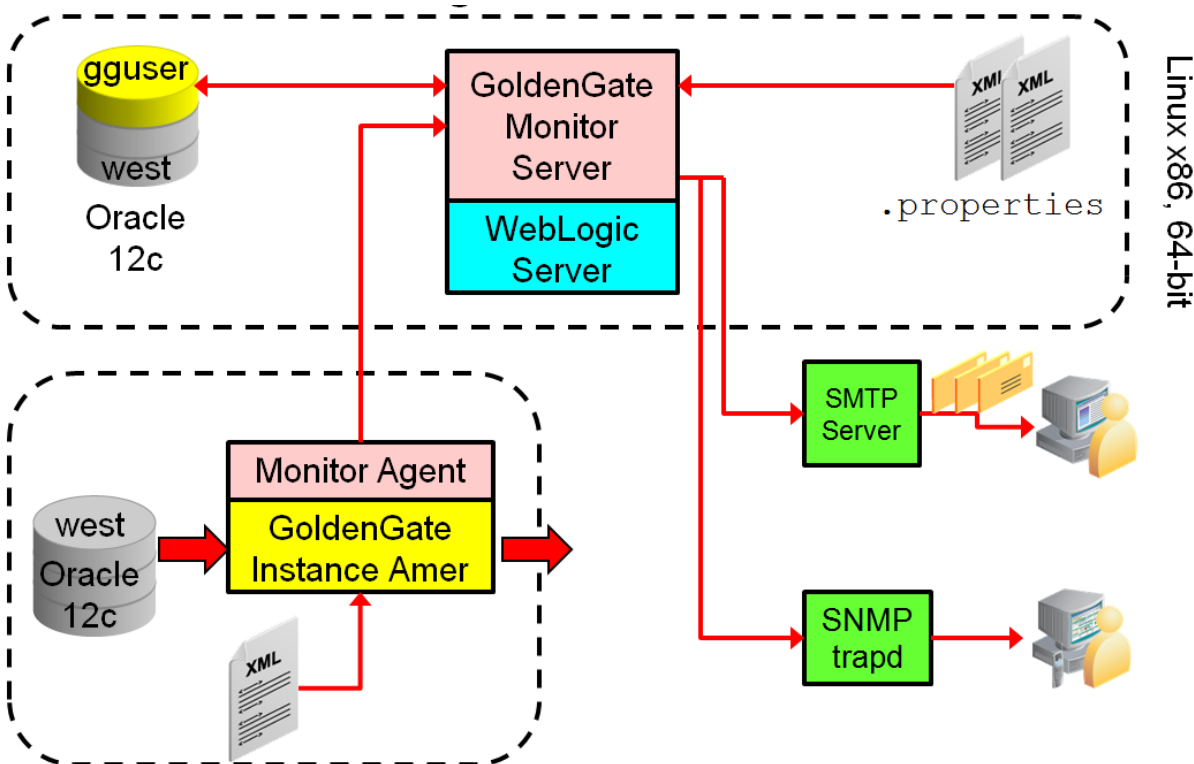 gguser
west
Oracle
12c
GoldenGate
Monitor
Server
WebLogic
Server
XML
XML
.properties
Linux x86, 64-bit
Monitor Agent
GoldenGate
Instance Amer
west
Oracle
12c
XML
SMTP
Server
SNMP
trapd